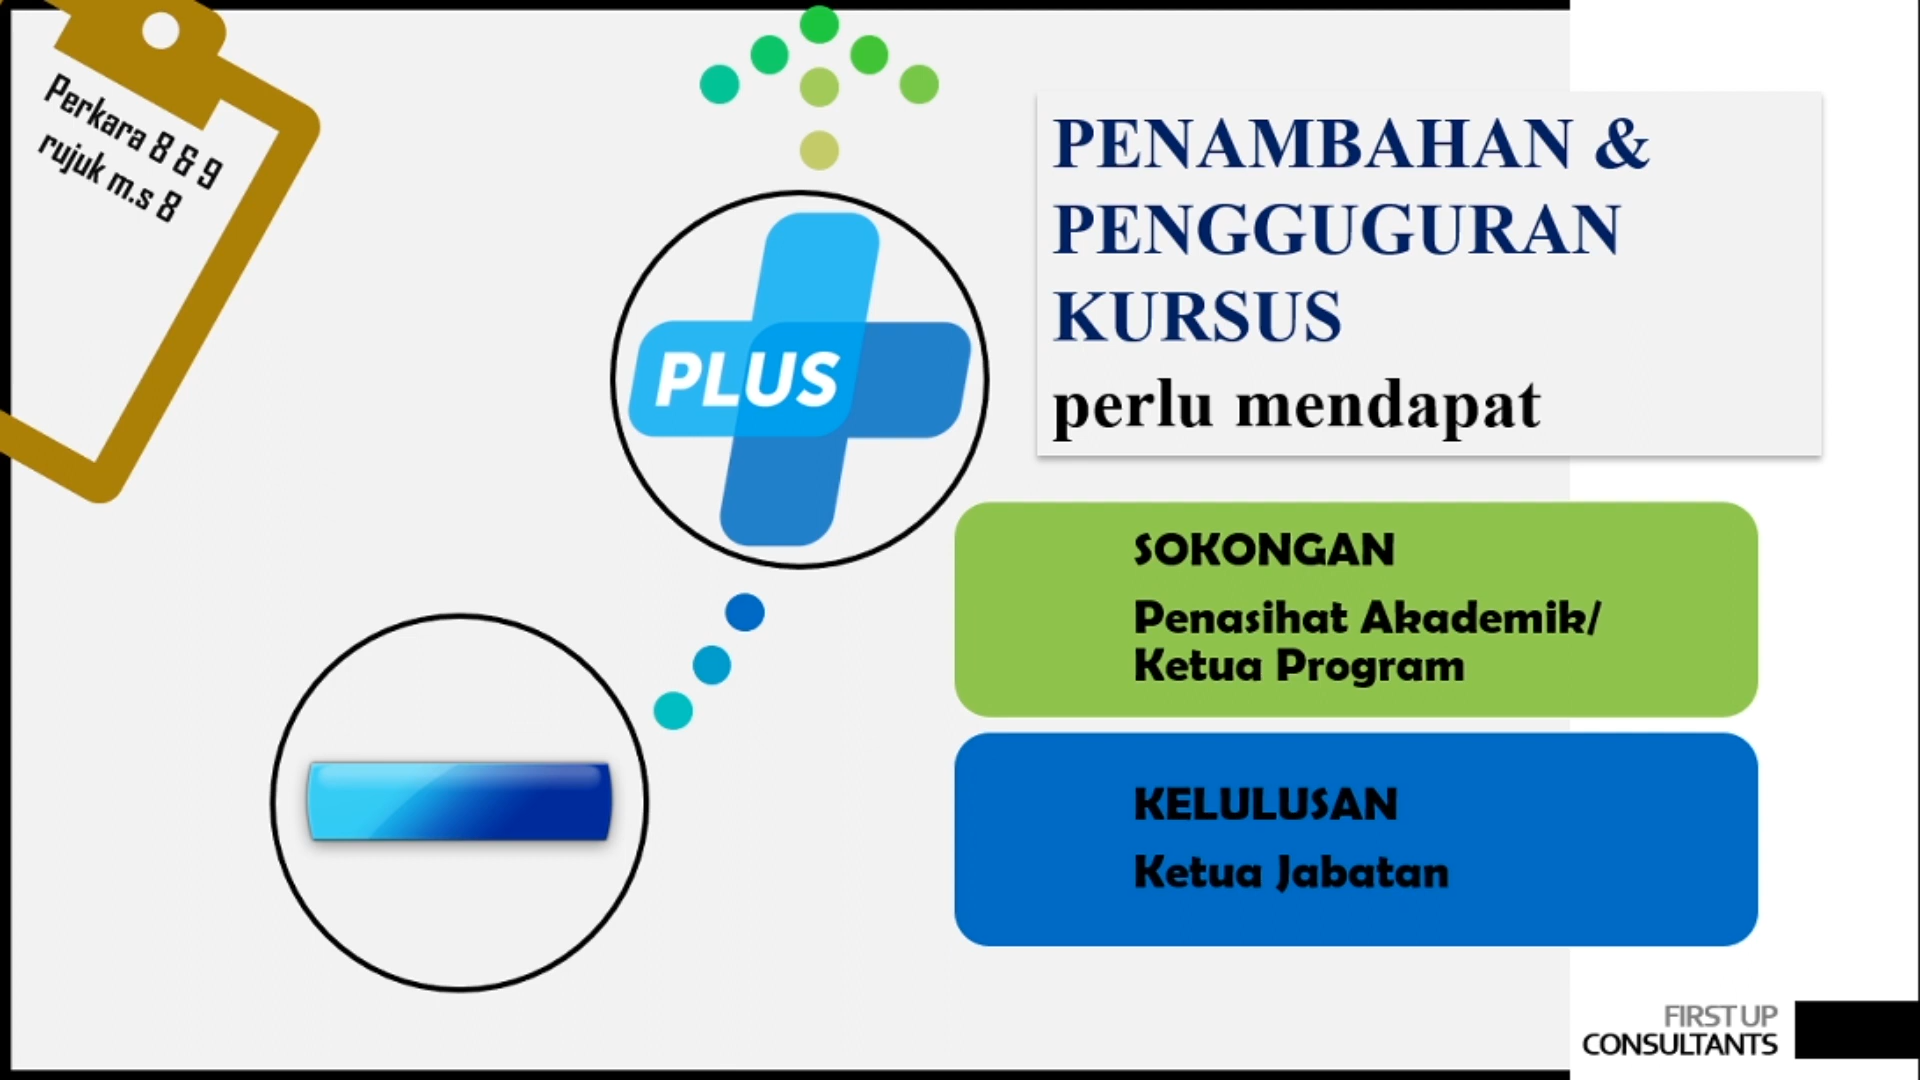 Perkara 8 & 9
rujuk m.s 8
PLUS
PENAMBAHAN &
PENGGUGURAN
KURSUS
perlu mendapat
SOKONGAN
Penasihat Akademik/
Ketua Program
KELULUSAN
Ketua Jabatan
FIRST UP
CONSULTANTS